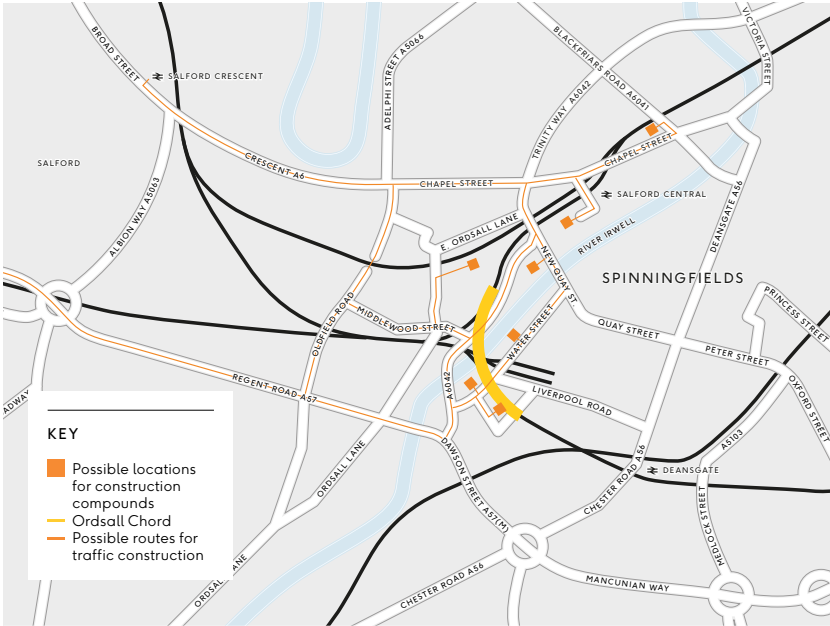 BROAD STREET
SALFORD CRESCENT
ADELPHI STREET A5066
BLACKFRIARS ROAD A6041
VICTORIA STREET
TRINITY WAY A6042
SALFORD
CRESCENT A6
CHAPEL STREET
CHAPEL STREET
SALFORD CENTRAL
ALBION WAY A5063
DEANSGATE A56
E. ORDSALL LANE
RIVER IRWELL
NEW QUAY ST
SPINNINGFIELDS
PRINCESS STREET
OLDFIELD ROAD
MIDDLEWOOD STREET
WATER STREET
QUAY STREET
PETER STREET
REGENT ROAD A57
A6042
LIVERPOOL ROAD
OXFORD STREET
ADWAY
A5103
ORDSALL LANE
DAWSON STREET A57(M)
CHESTER ROAD A56
DEANSGATE
MEDLOCK STREET
CHESTER ROAD A56
MANCUNIAN WAY
ORDSAL
ANE
KEY
Possible locations
for construction
compounds
Ordsall Chord
Possible routes for
traffic construction